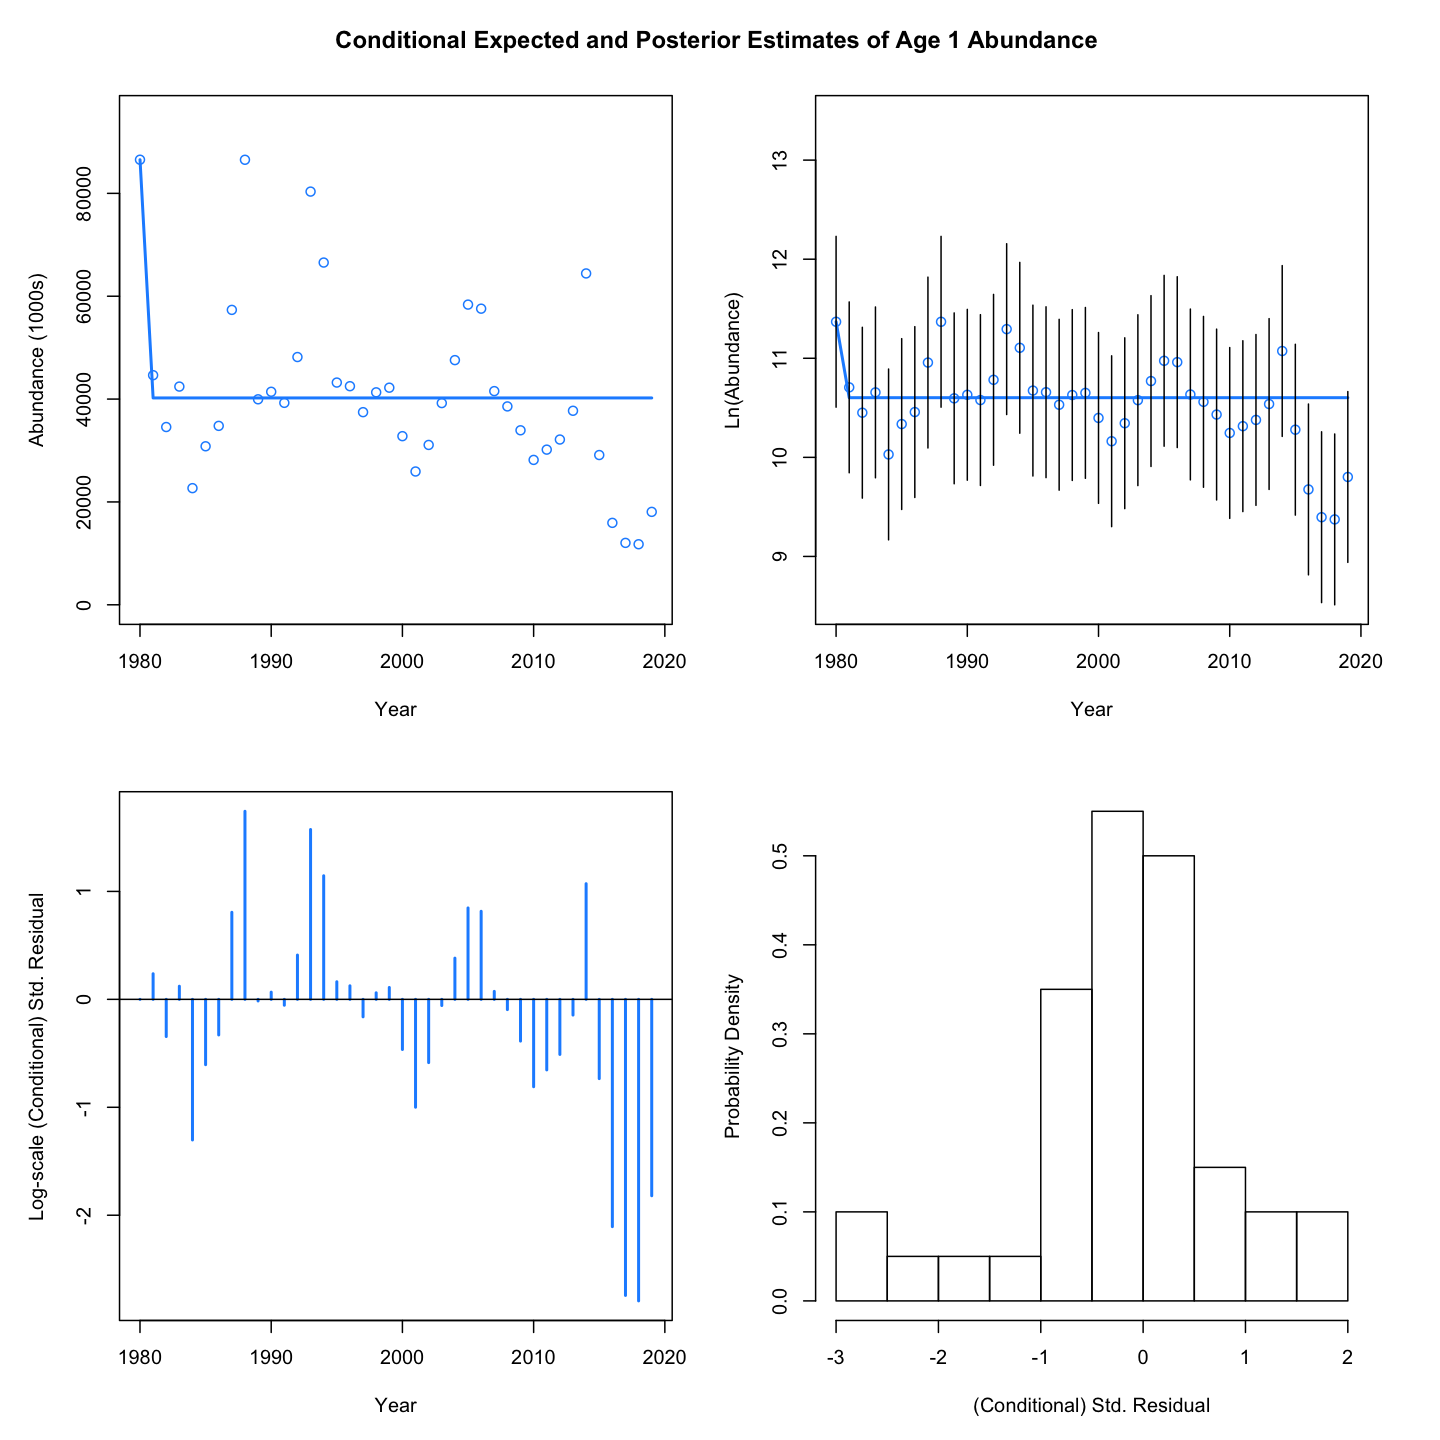 Conditional Expected and Posterior Estimates of Age 1 Abundance
Abundance (1000s)
80000
60000
40000
20000
0
1980 1990 2000 2010 2020
Year
Ln(Abundance)
13
12
11
10
9
1980 1990 2000 2010 2020
Year
Log-scale (Conditional) Std. Residual
1
0
-1
-2
1980 1990 2000 2010 2020
Year
Probability Density
0.5
0.4
0.3
0.2
0.1
0.0
-3 -2 -1 0 1 2
(Conditional) Std. Residual